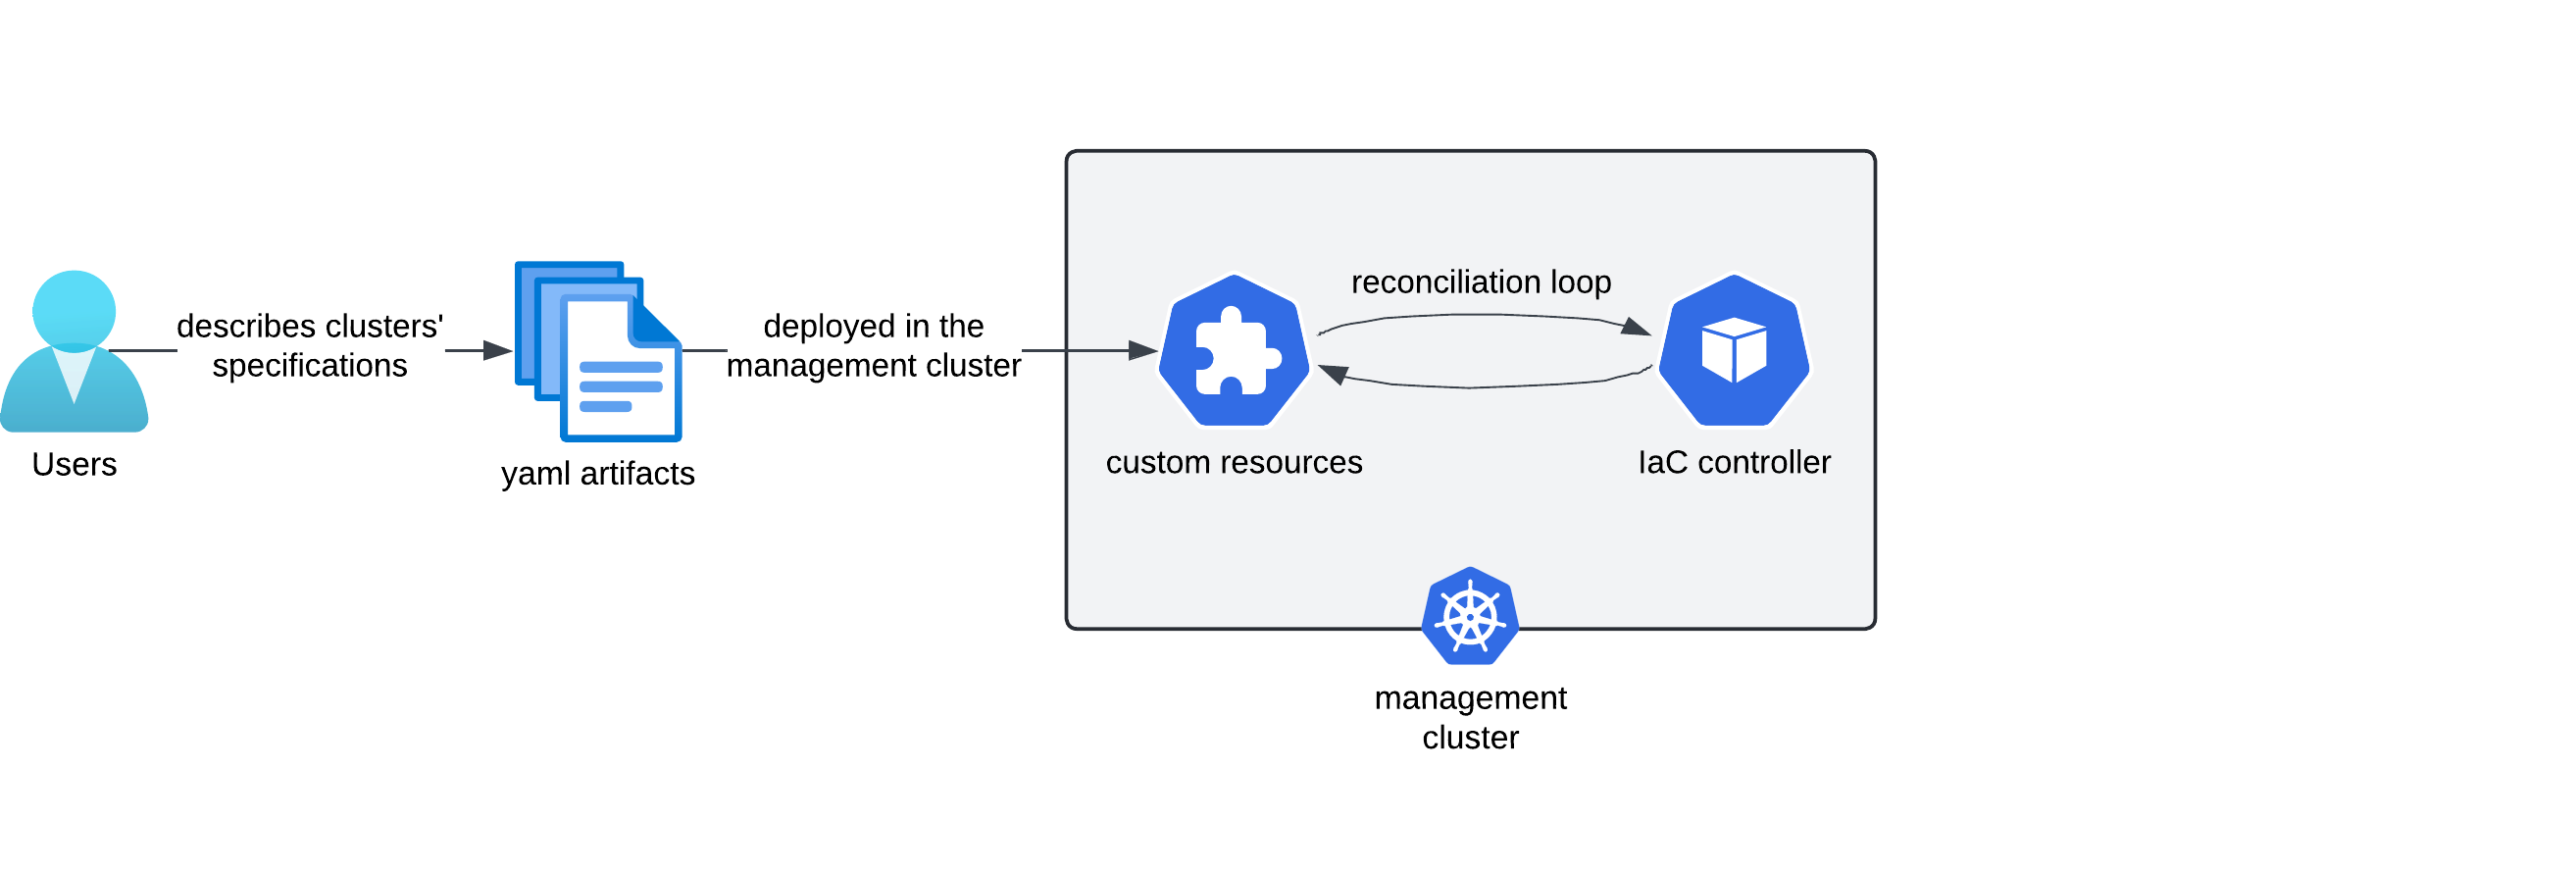 describes clusters'
specifications
Users
yaml artifacts
deployed in the
management cluster
reconciliation loop
custom resources
IaC controller
management
cluster